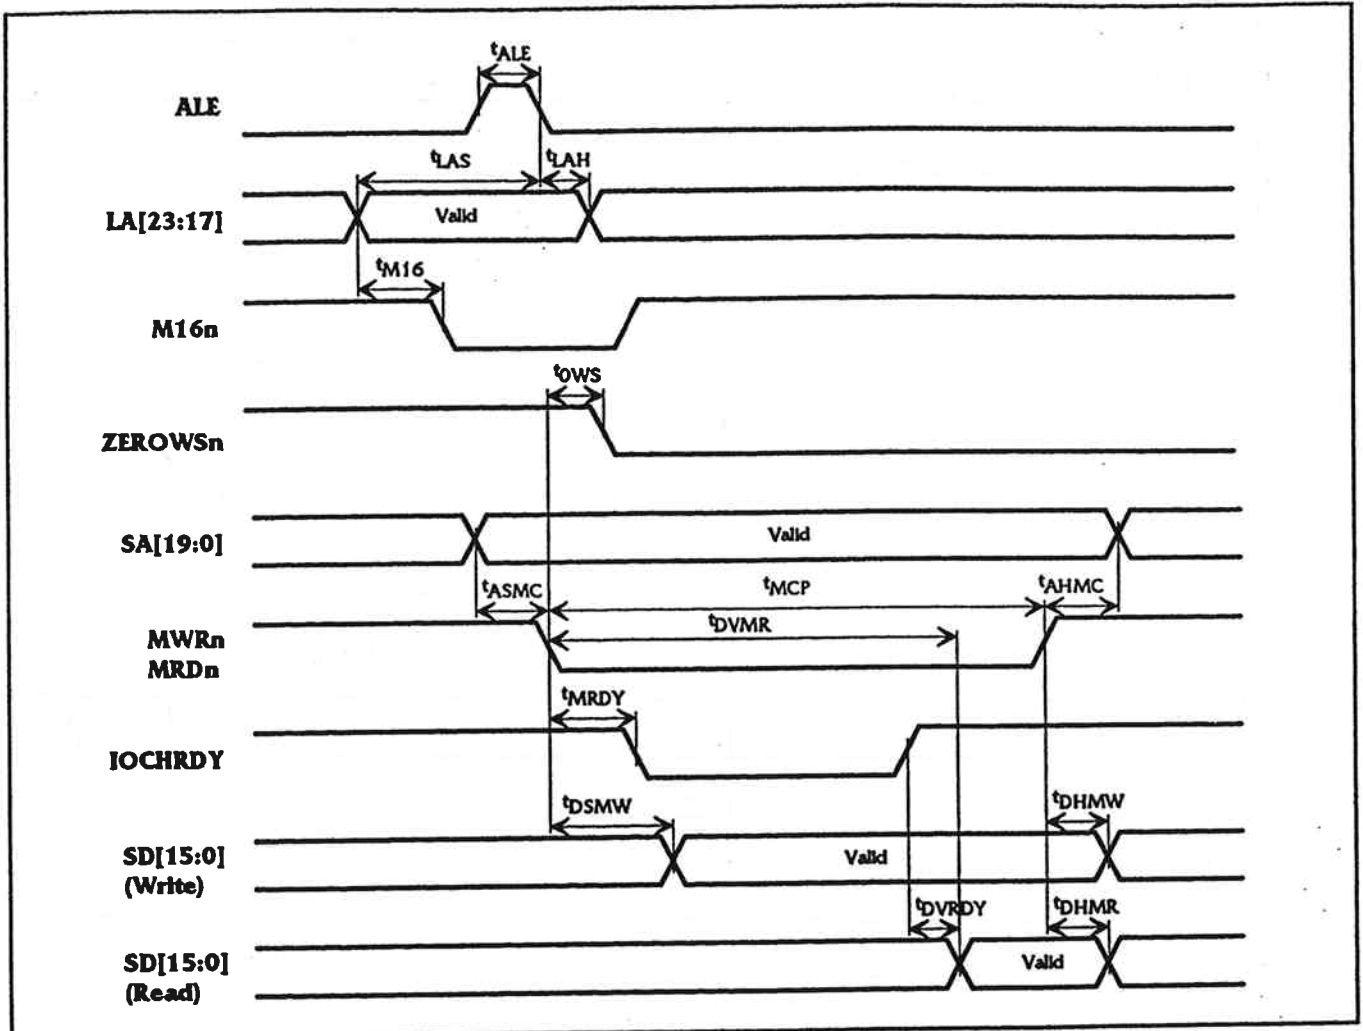 tALE
ALE
tLAS
tLAH
LA[23:17]
Valid
tM16
M16n
t0WS
ZEROWSn
SA[19:0]
Valid
tASMC
tMCP
tAHMC
tDVMR
MWRn
MRDn
tMRDY
IOCHRDY
tDSMW
tDHMW
SD[15:0]
(Write)
Valid
tDVRDY
tDHMR
SD[15:0]
(Read)
Valid